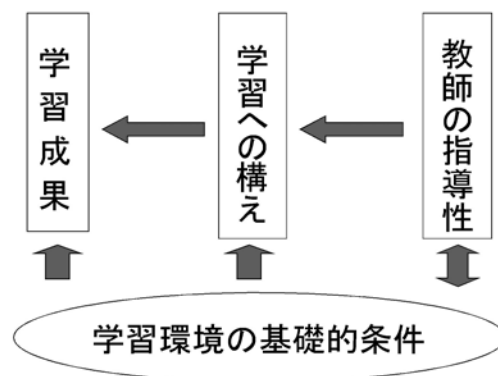 教師の指導性
学習への構え
学習成果
学習環境の基礎的条件